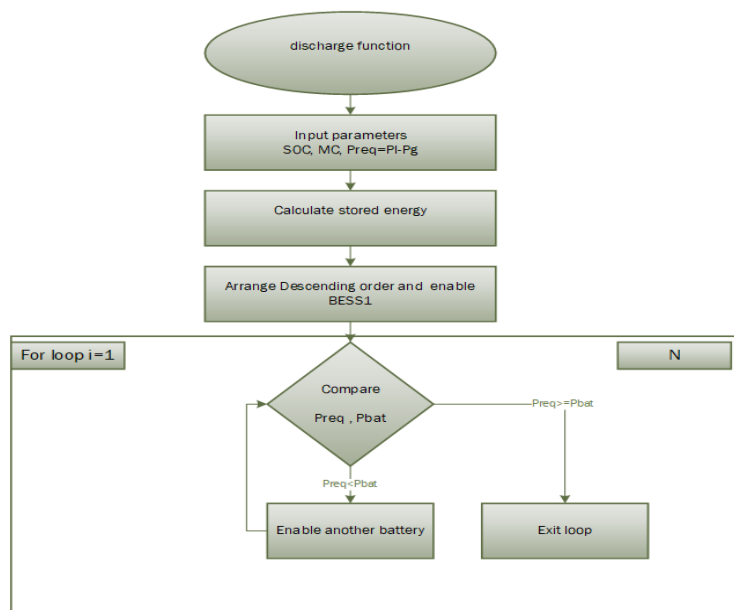 discharge function
Input parameters
SOC, MC, Preq=Pl-Pg
Calculate stored energy
Arrange Descending order and enable
BESS1
For loop i=1
N
Compare
Preq , Pbat
Preq>=Pbat
Preq<Pbat
Enable another battery
Exit loop